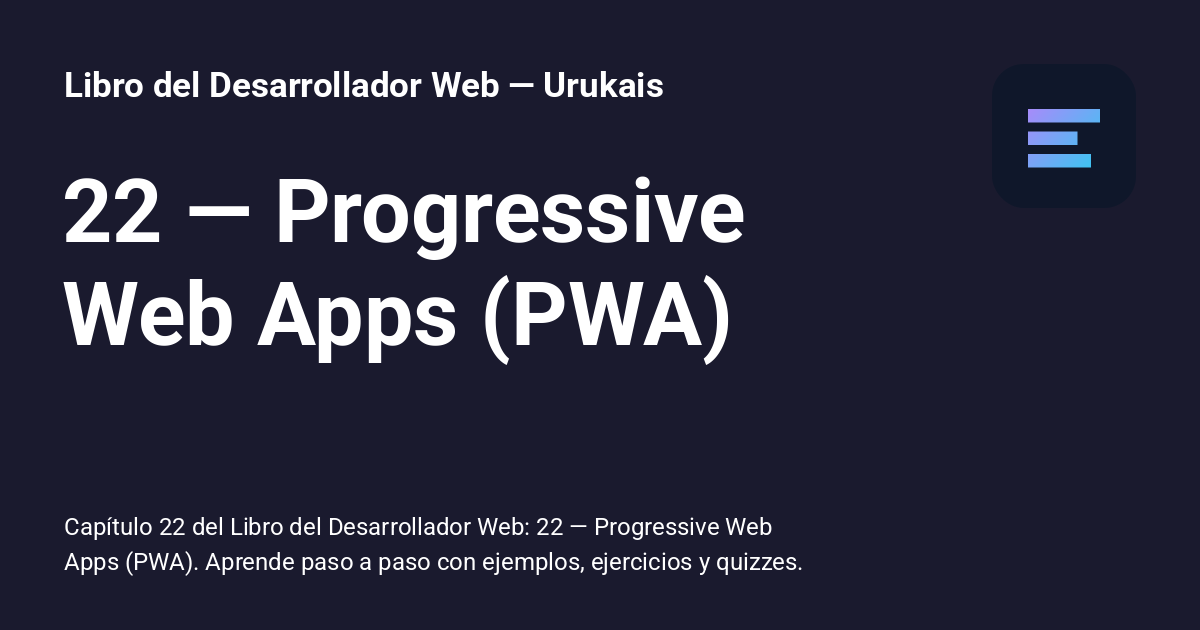 Libro del Desarrollador Web — Urukais
22 — Progressive
Web Apps (PWA)
Capítulo 22 del Libro del Desarrollador Web: 22 — Progressive Web
Apps (PWA). Aprende paso a paso con ejemplos, ejercicios y quizzes.